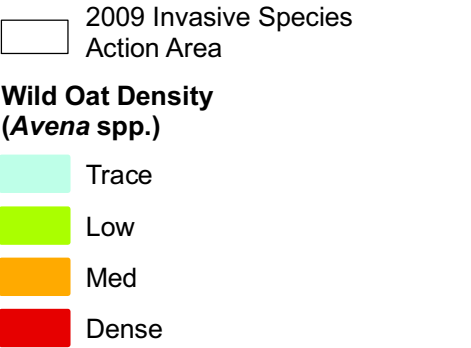 2009 Invasive Species
Action Area
Wild Oat Density
(Avena spp.)
Trace
Low
Med
Dense